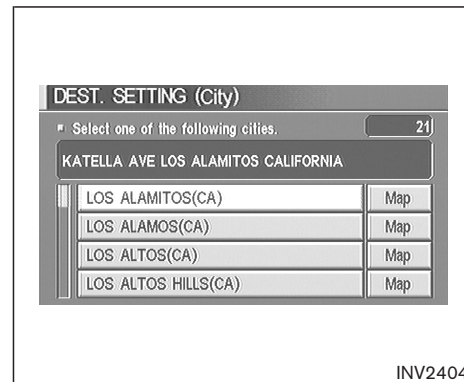 DEST. SETTING (City)
Select one of the following cities. 21
KATELLA AVE LOS ALAMITOS CALIFORNIA
LOS ALAMITOS(CA) Map
LOS ALAMOS(CA) Map
LOS ALTOS(CA) Map
LOS ALTOS HILLS(CA) Map
INV2404